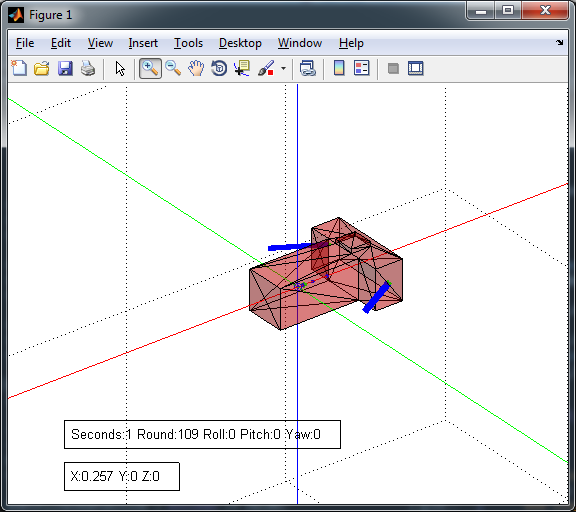 Figure 1
File Edit View Insert Tools Desktop Window Help
Seconds:1 Round:109 Roll:0 Pitch:0 Yaw:0
X:0.257 Y:0 Z:0